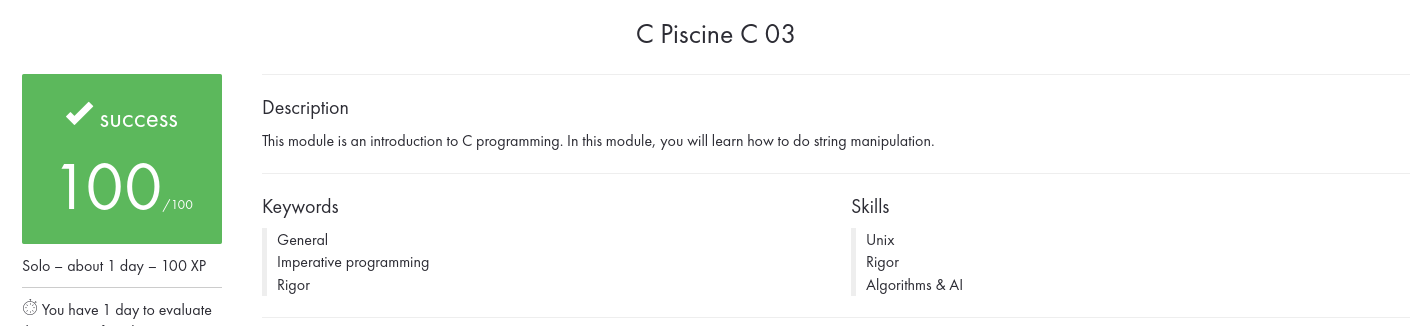 C Piscine C 03
success
100/100
Solo – about 1 day – 100 XP
You have 1 day to evaluate
Description
This module is an introduction to C programming. In this module, you will learn how to do string manipulation.
Keywords
General
Imperative programming
Rigor
Skills
Unix
Rigor
Algorithms & AI